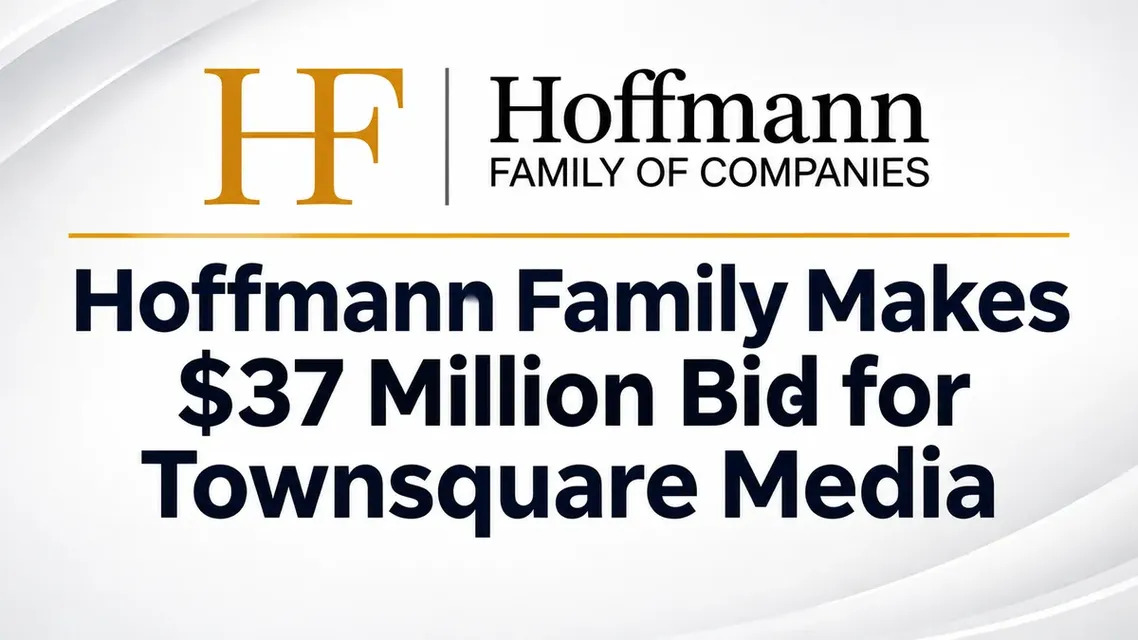 HF
Hoffmann
FAMILY OF COMPANIES
Hoffmann Family Makes
$37 Million Bid for
Townsquare Media